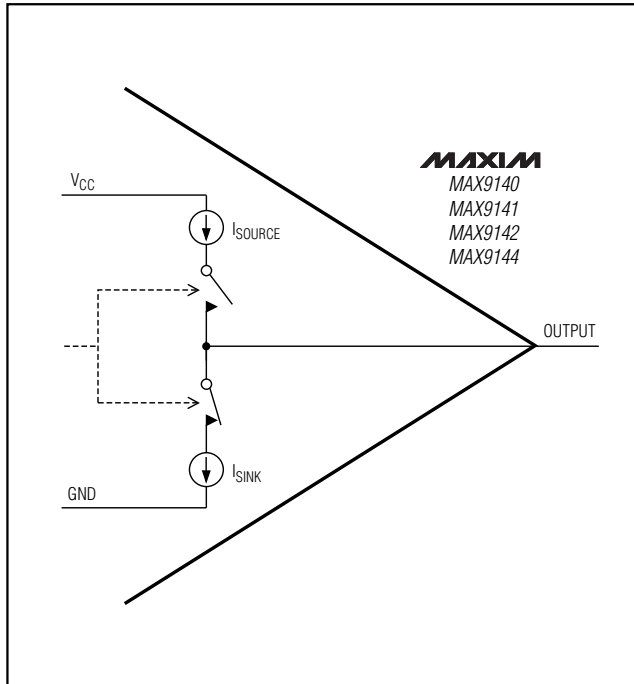 MAXIM
MAX9140
MAX9141
MAX9142
MAX9144
VCC
ISOURCE
OUTPUT
ISINK
GND